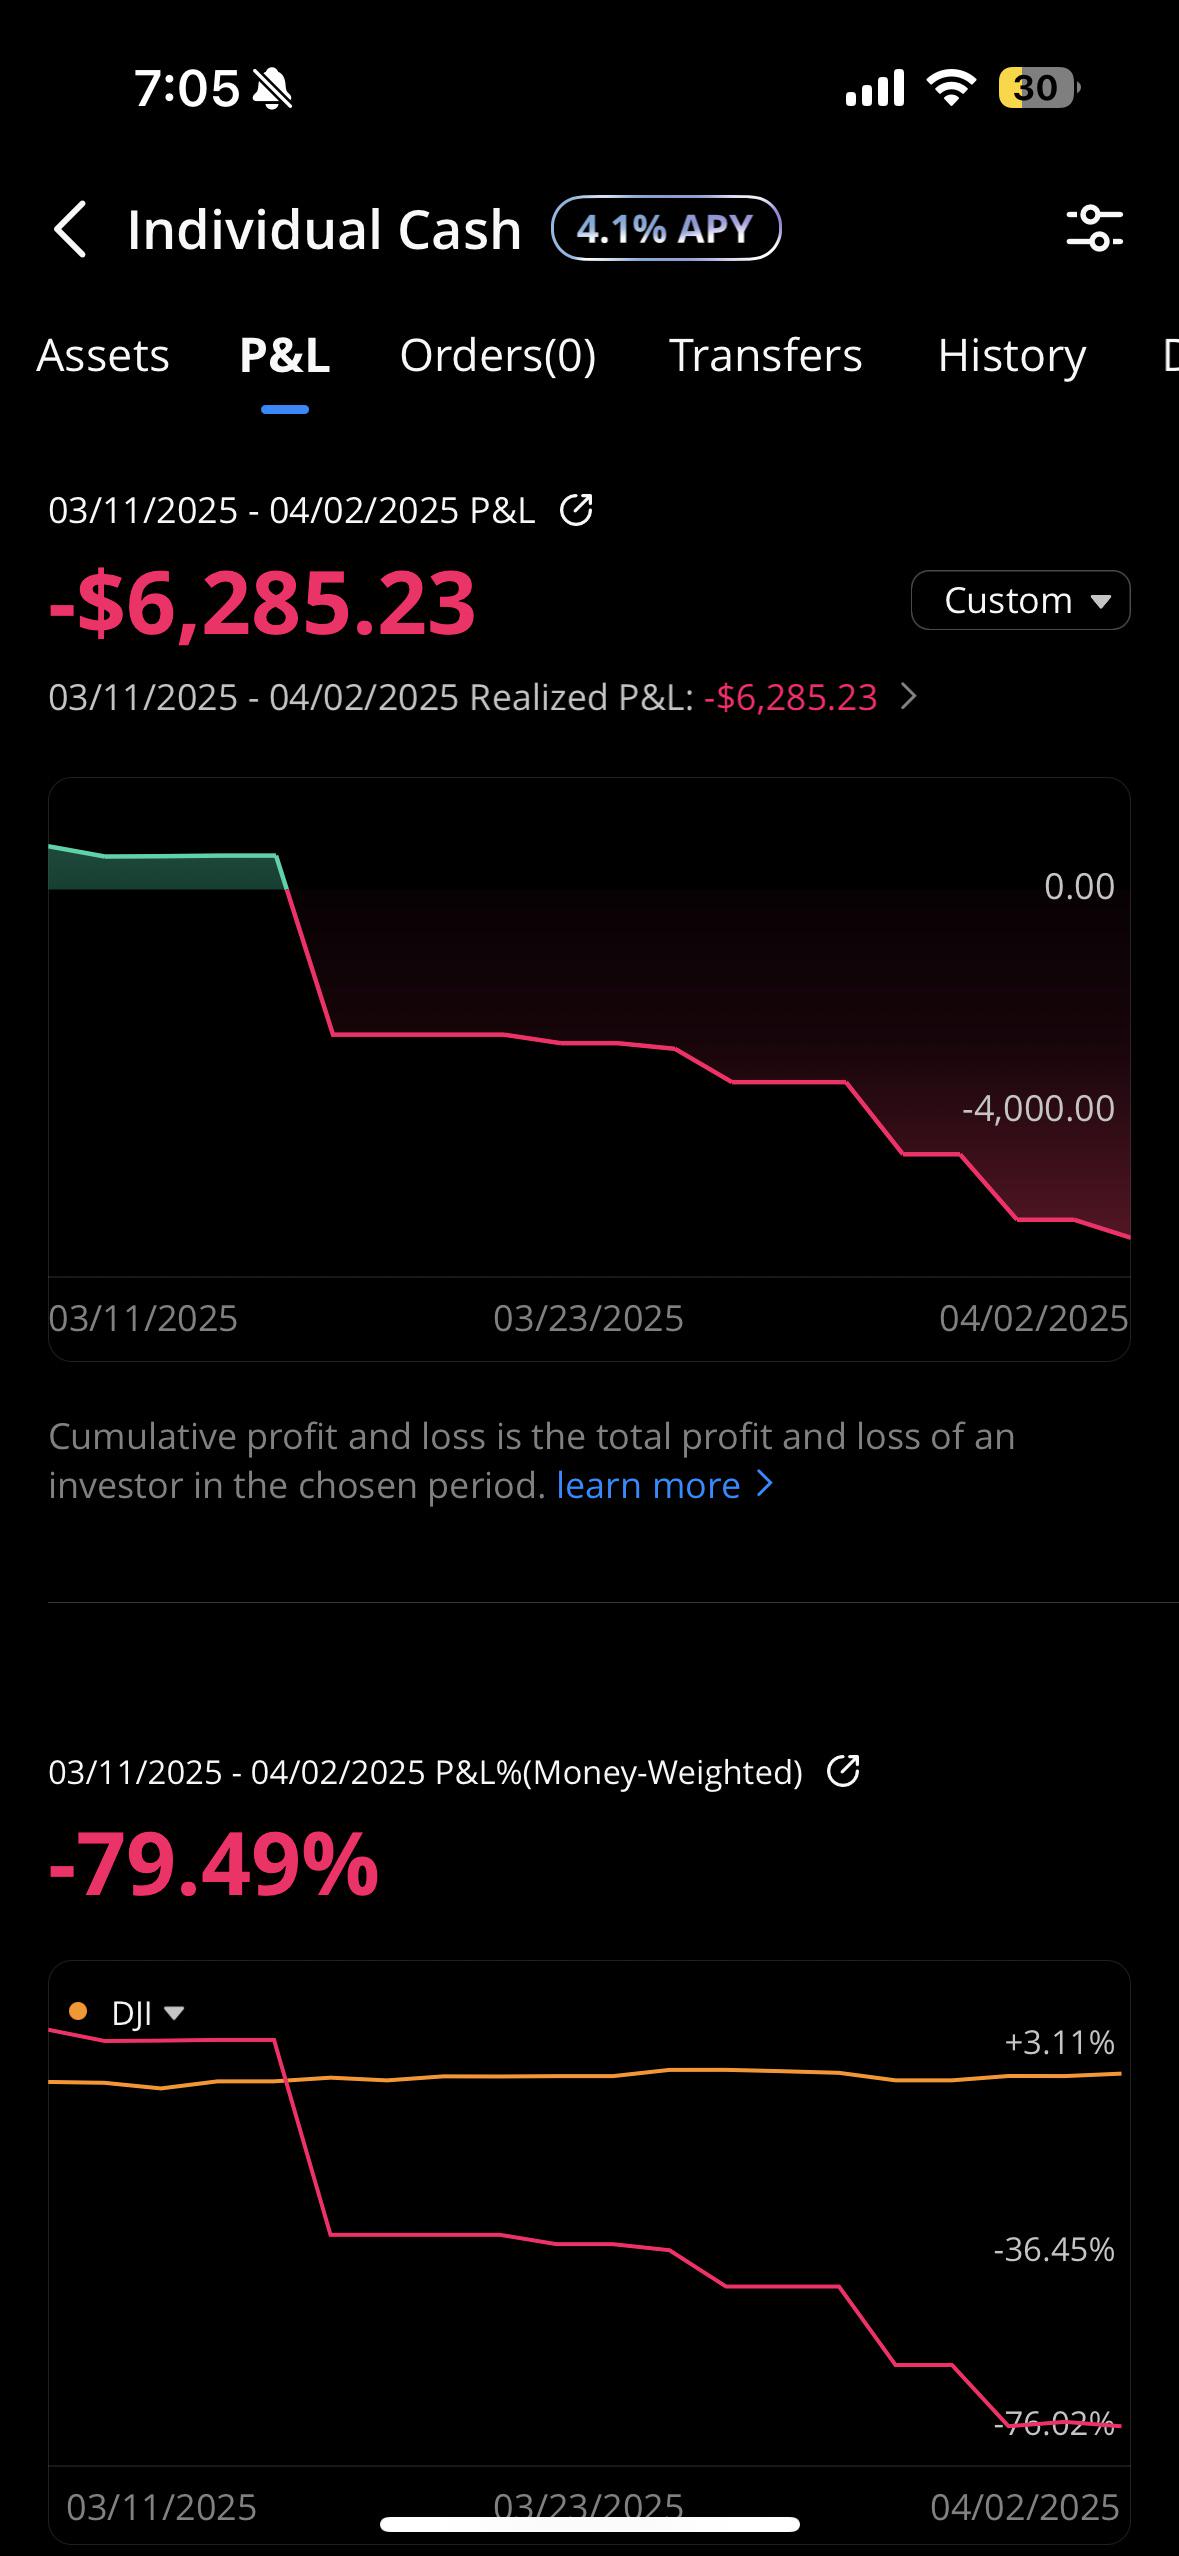 7:05
30
Individual Cash 4.1% APY
Assets P&L Orders(0) Transfers History D
03/11/2025 - 04/02/2025 P&L
-$6,285.23
Custom
03/11/2025 - 04/02/2025 Realized P&L: -$6,285.23
0.00
-4,000.00
03/11/2025 03/23/2025 04/02/2025
Cumulative profit and loss is the total profit and loss of an
investor in the chosen period. learn more
03/11/2025 - 04/02/2025 P&L%(Money-Weighted)
-79.49%
DJI
+3.11%
-36.45%
-76.02%
03/11/2025 03/23/2025 04/02/2025